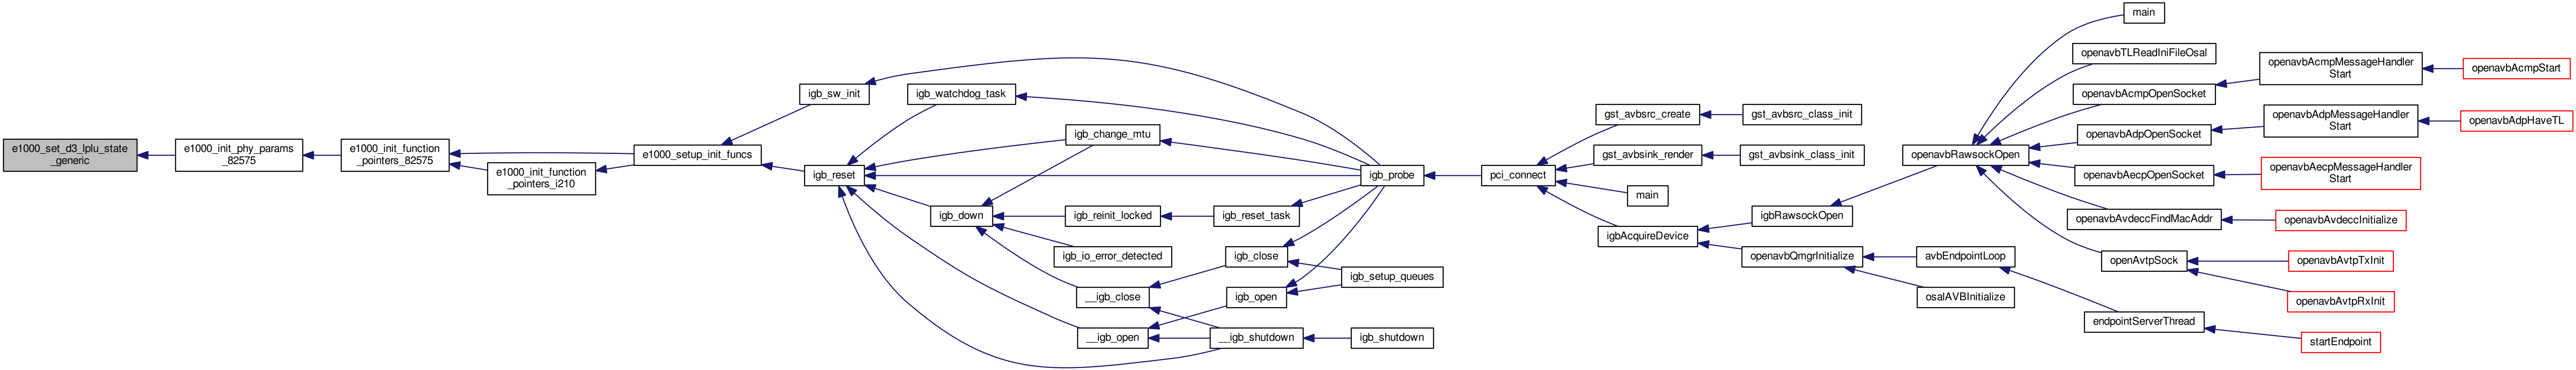 e1000_set_d3_lplu_state
_generic
e1000_init_phy_params
_82575
e1000_init_function
_pointers_82575
e1000_init_function
_pointers_i210
e1000_setup_init_funcs
igb_sw_init
igb_reset
igb_watchdog_task
igb_change_mtu
igb_down
igb_reinit_locked
igb_reset_task
igb_io_error_detected
__igb_close
__igb_open
igb_close
igb_open
__igb_shutdown
igb_probe
igb_setup_queues
igb_shutdown
pci_connect
gst_avbsrc_create
gst_avbsrc_class_init
gst_avbsink_render
gst_avbsink_class_init
main
igbAcquireDevice
igbRawsockOpen
openavbQmgrInitialize
avbEndpointLoop
osalAVBInitialize
openavbRawsockOpen
main
openavbTLReadIniFileOsal
openavbAcmpOpenSocket
openavbAcmpMessageHandler
Start
openavbAcmpStart
openavbAdpOpenSocket
openavbAdpMessageHandler
Start
openavbAdpHaveTL
openavbAecpOpenSocket
openavbAecpMessageHandler
Start
openavbAvdeccFindMacAddr
openavbAvdeccInitialize
openAvtpSock
openavbAvtpTxInit
openavbAvtpRxInit
endpointServerThread
startEndpoint